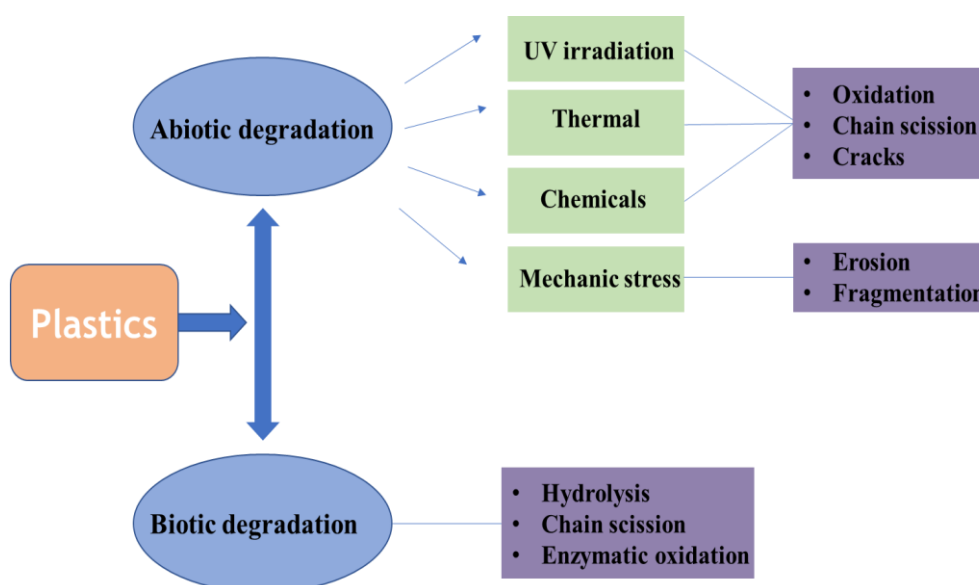 UV irradiation
Abiotic degradation
Thermal
Chemicals
Mechanic stress
• Oxidation
• Chain scission
• Cracks
• Erosion
• Fragmentation
Plastics
Biotic degradation
• Hydrolysis
• Chain scission
• Enzymatic oxidation